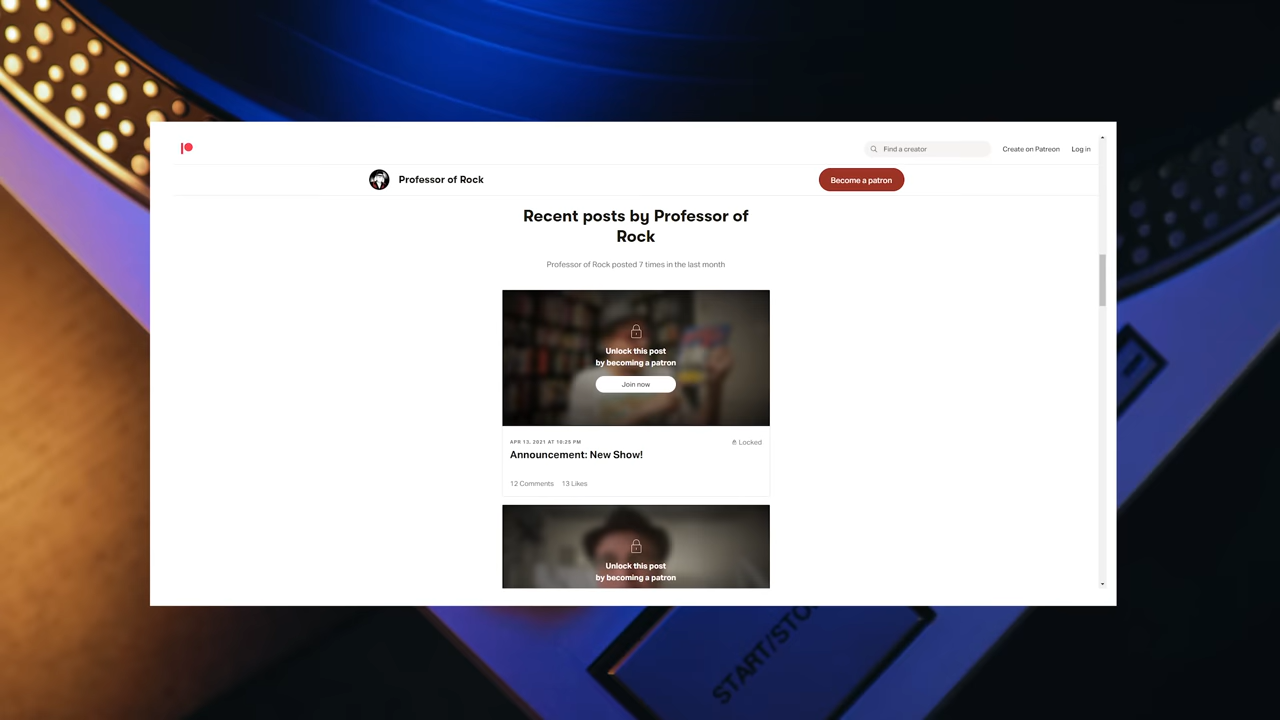 Find a creator
Create on Patreon
Log in
Professor of Rock
Become a patron
Recent posts by Professor of
Rock
Professor of Rock posted 7 times in the last month
Unlock this post
by becoming a patron
Join now
APR 13, 2021 AT 10:25 PM
Locked
Announcement: New Show!
12 Comments
13 Likes
Unlock this post
by becoming a patron
START/STO